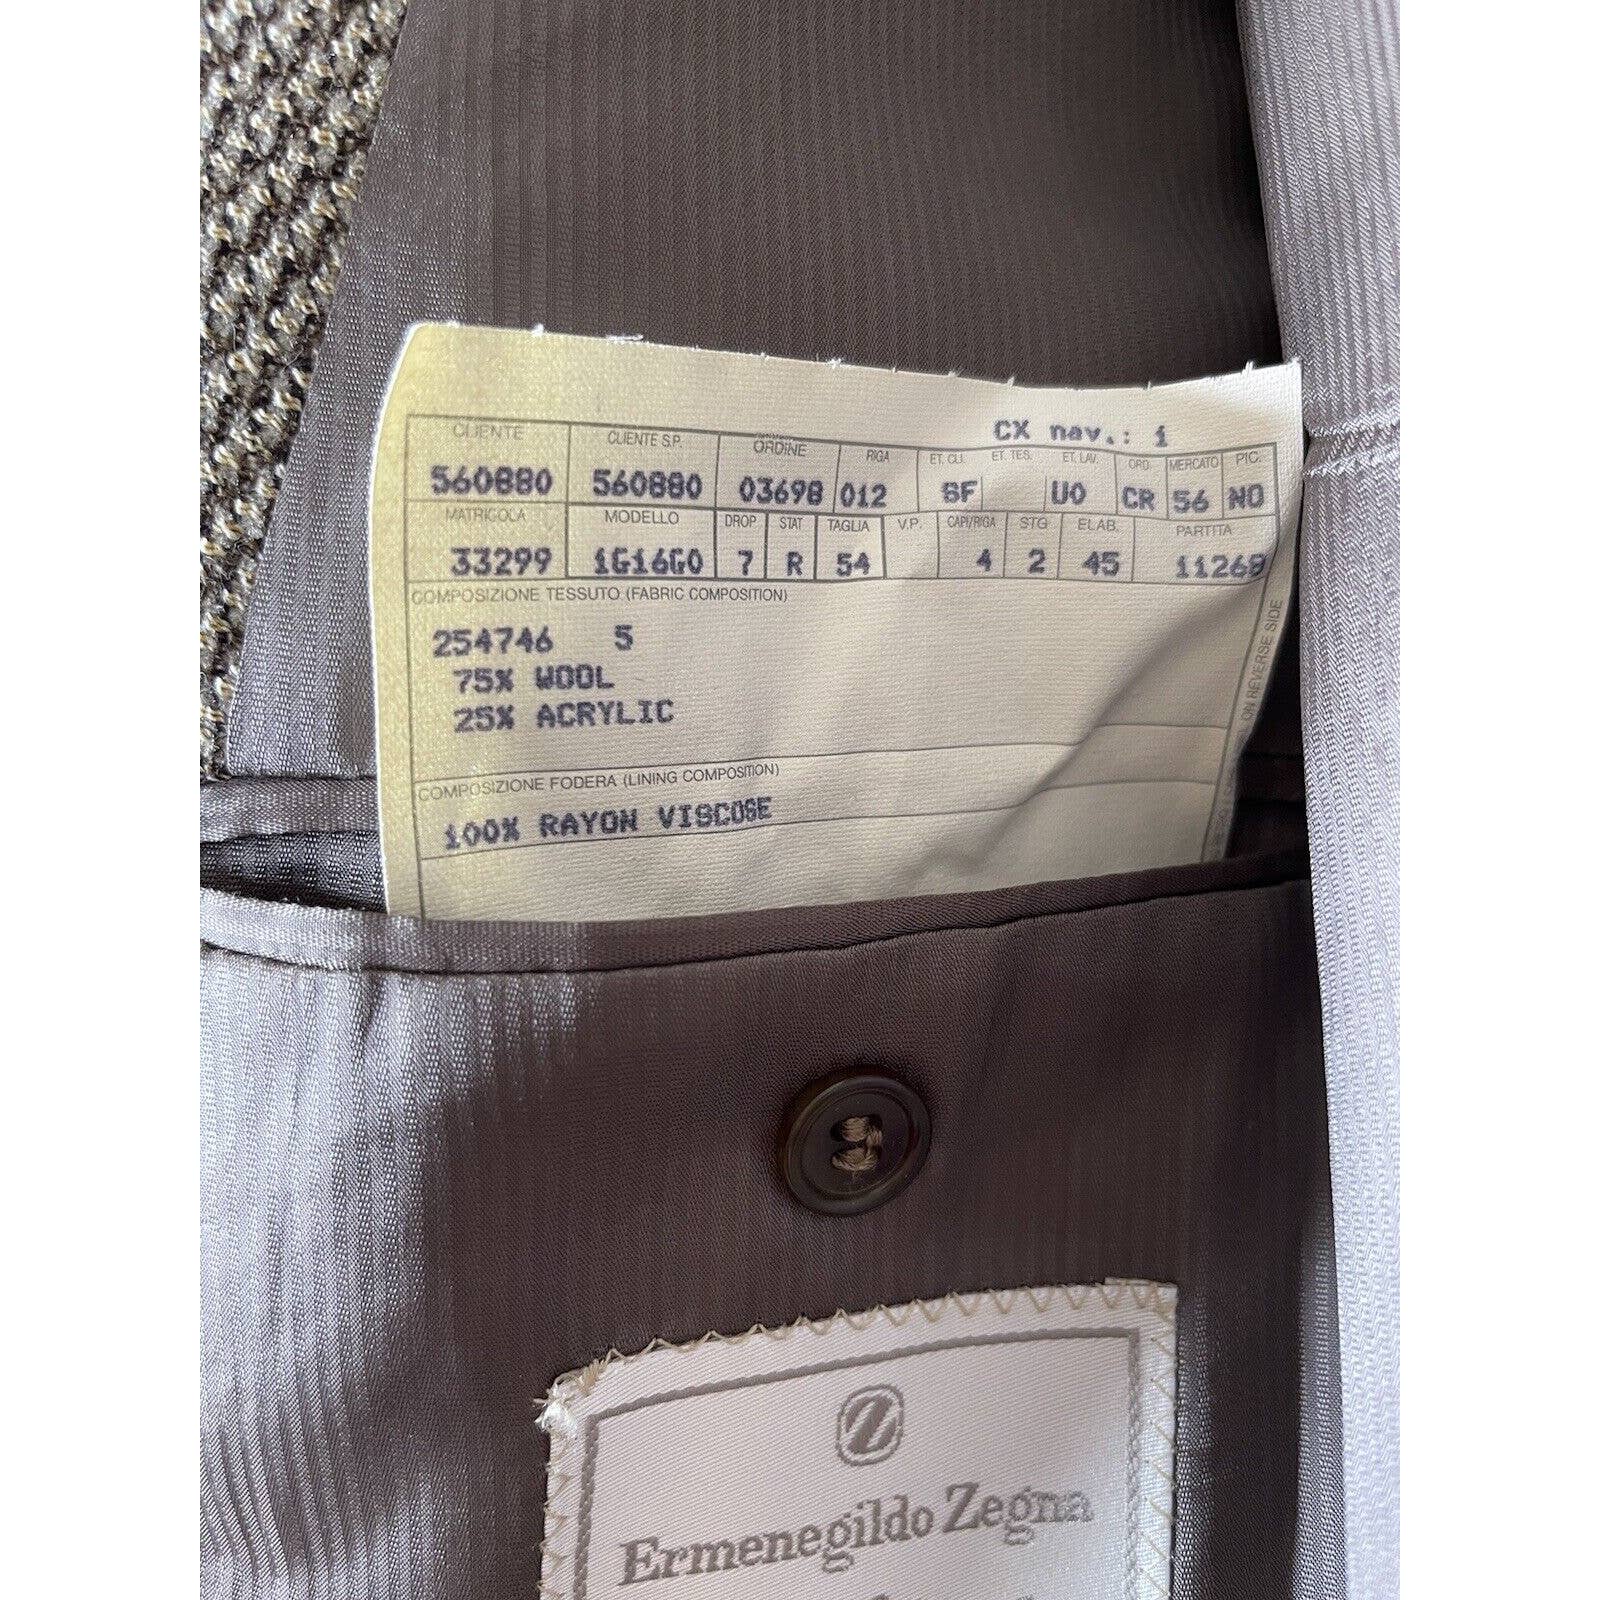 CX nav.: 1
CLIENTE CLIENTE S.P. ORDINE RIGA ET. CLI. ET. TES. ET. LAV. ORD. MERCATO PIC.
560880 560880 03698 012 SF U0 CR 56 NO
MATRICOLA MODELLO DROP STAT TAGLIA V.P. CAPI/RIGA STG ELAB. PARTITA
33299 1G16G0 7 R 54 4 2 45 11268
COMPOSIZIONE TESSUTO (FABRIC COMPOSITION)
254746 5
75% WOOL
25% ACRYLIC
COMPOSIZIONE FODERA (LINING COMPOSITION)
100% RAYON VISCOSE
ON REVERSE SIDE
Z
Ermenegildo Zegna